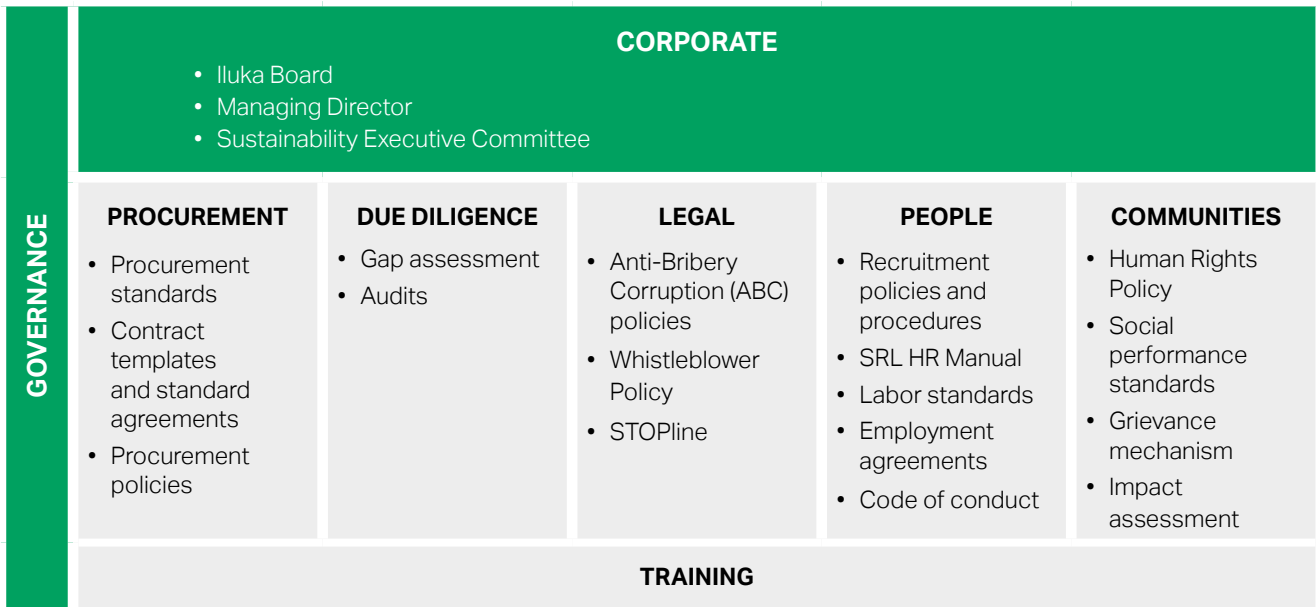 GOVERNANCE
CORPORATE
• Iluka Board
• Managing Director
• Sustainability Executive Committee
PROCUREMENT
• Procurement
standards
• Contract
templates
and standard
agreements
• Procurement
policies
DUE DILIGENCE
• Gap assessment
• Audits
LEGAL
• Anti-Bribery
Corruption (ABC)
policies
• Whistleblower
Policy
• STOPline
PEOPLE
• Recruitment
policies and
procedures
• SRL HR Manual
• Labor standards
• Employment
agreements
• Code of conduct
COMMUNITIES
• Human Rights
Policy
• Social
performance
standards
• Grievance
mechanism
• Impact
assessment
TRAINING